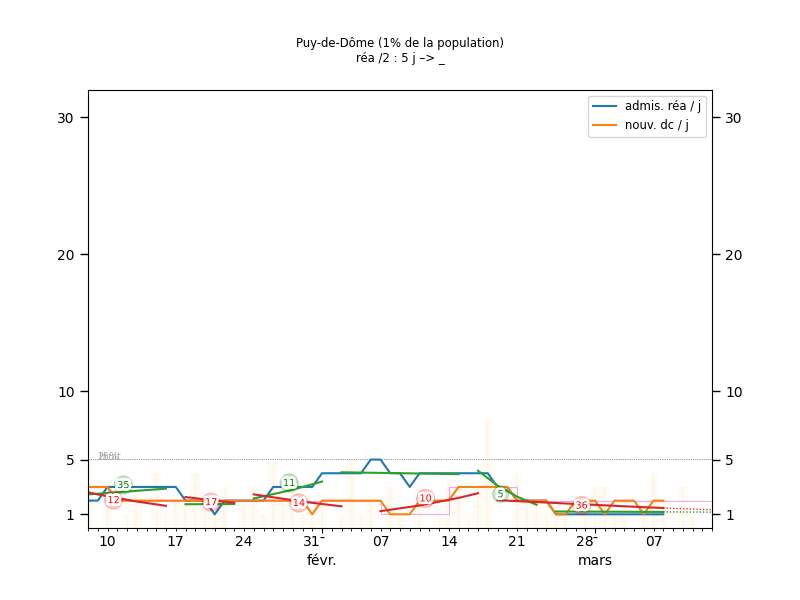 Puy-de-Dôme (1% de la population)
réa /2 : 5 j –> _
admis. réa / j
nouv. dc / j
30 30
20 20
10 10
5 5
1 1
35 12 17 11 14 10 5 36
10 17 24 31 07 14 21 28 07
févr. mars